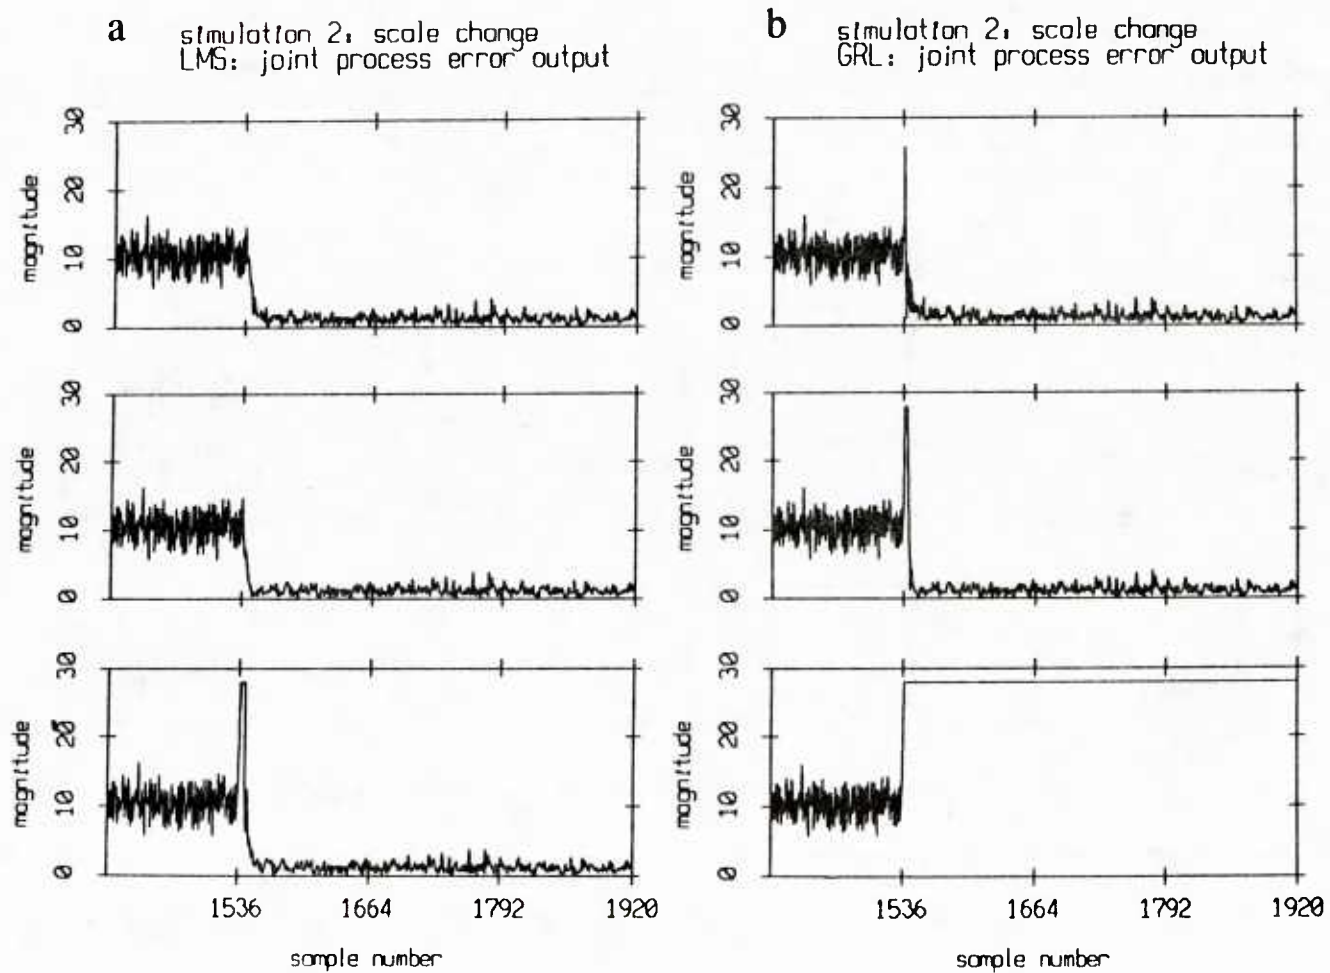 a
simulation 2: scale change
LMS: joint process error output
30
20
10
0
magnitude
30
20
10
0
magnitude
30
20
10
0
magnitude
1536 1664 1792 1920
sample number
b
simulation 2: scale change
GRL: joint process error output
30
20
10
0
magnitude
30
20
10
0
magnitude
30
20
10
0
magnitude
1536 1664 1792 1920
sample number